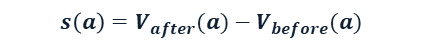 s(a) = V_after(a) − V_before(a)